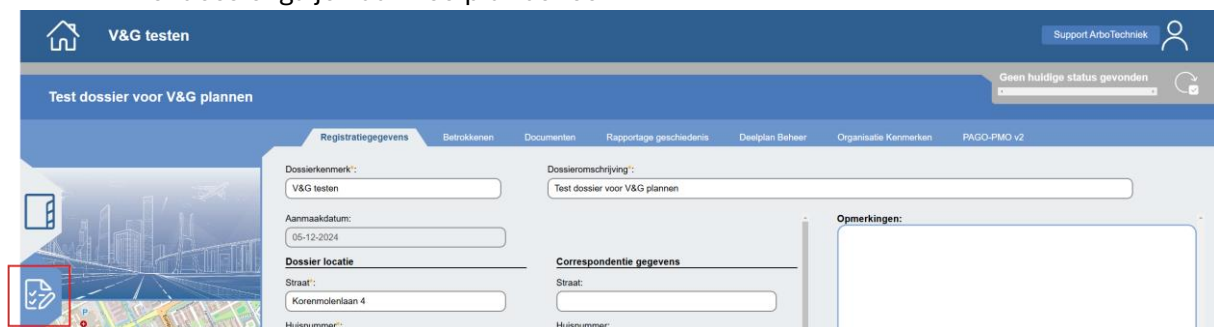 V&G testen
Support ArboTechniek
Geen huidige status gevonden
Test dossier voor V&G plannen
Registratiegegevens Betrokkenen Documenten Rapportage geschiedenis Deelplan Beheer Organisatie Kenmerken PAGO-PMO v2
Dossierkenmerk*: Dossieromschrijving*:
V&G testen Test dossier voor V&G plannen
Aanmaakdatum: Opmerkingen:
05-12-2024
Dossier locatie Correspondentie gegevens
Straat*: Straat:
Korenmolenlaan 4
Huisnummer*: Huisnummer: